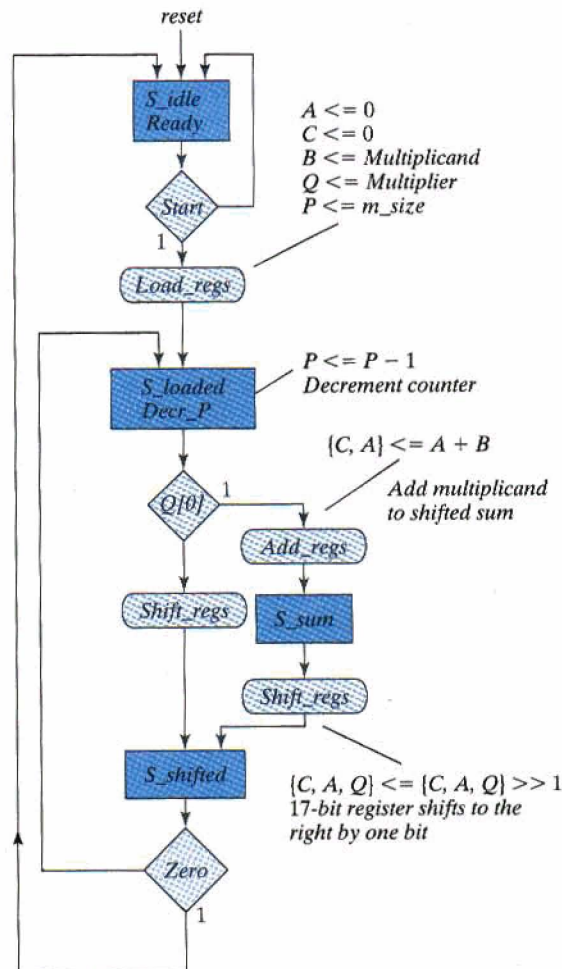 reset
S_idle
Ready
A <= 0
C <= 0
B <= Multiplicand
Q <= Multiplier
P <= m_size
Start
1
Load_regs
S_loaded
Decr_P
P <= P − 1
Decrement counter
{C, A} <= A + B
Q[0]
1
Add multiplicand
to shifted sum
Add_regs
Shift_regs
S_sum
Shift_regs
S_shifted
{C, A, Q} <= {C, A, Q} >> 1
17-bit register shifts to the
right by one bit
Zero
1